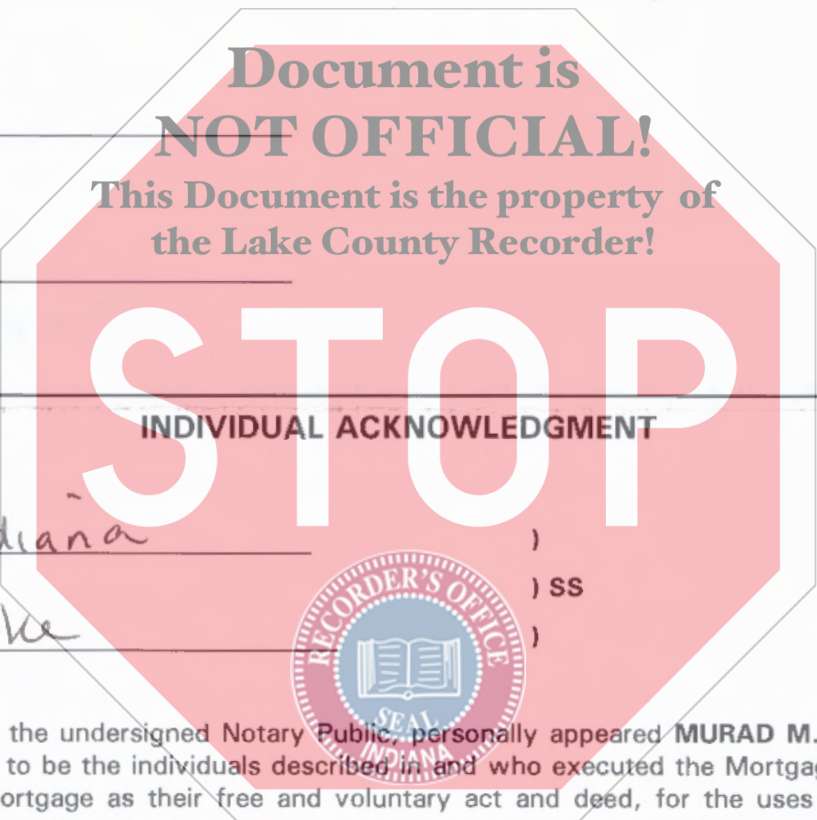 Document is
NOT OFFICIAL!
This Document is the property of
the Lake County Recorder!
STOP
INDIVIDUAL ACKNOWLEDGMENT
diana )
) SS
ke )
RECORDER'S OFFICE
SEAL
INDIANA
the undersigned Notary Public, personally appeared MURAD M.
to be the individuals described in and who executed the Mortgag
ortgage as their free and voluntary act and deed, for the uses